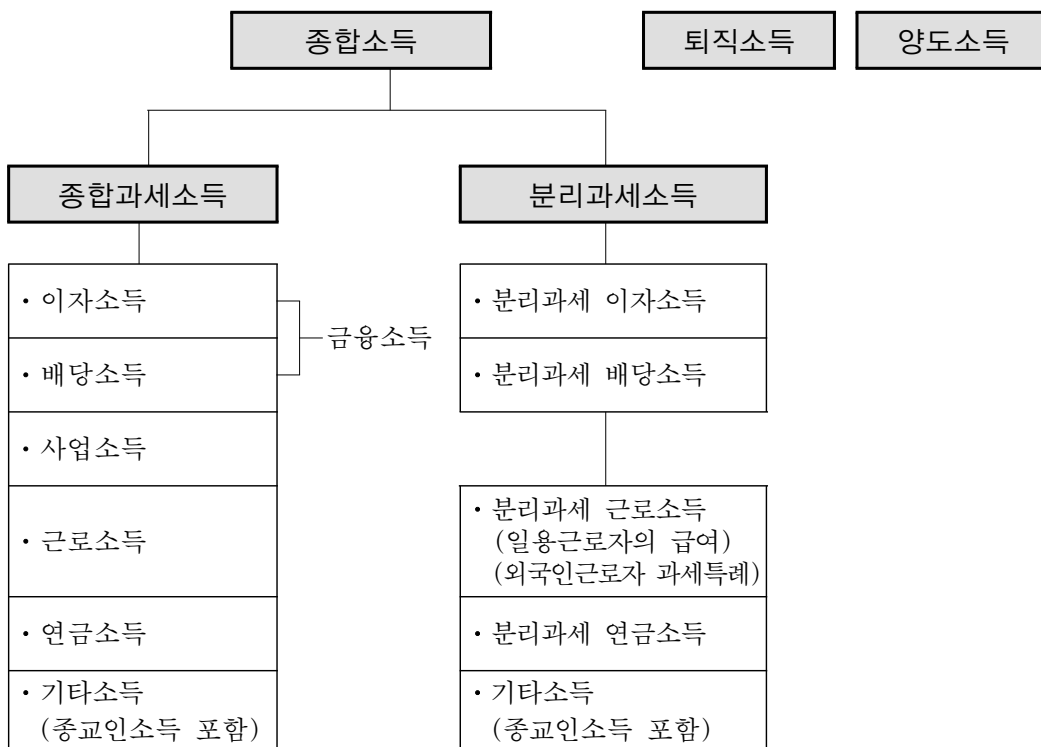 종합소득
퇴직소득
양도소득
종합과세소득
분리과세소득
· 이자소득
· 배당소득
금융소득
· 사업소득
· 근로소득
· 연금소득
· 기타소득
(종교인소득 포함)
· 분리과세 이자소득
· 분리과세 배당소득
· 분리과세 근로소득
(일용근로자의 급여)
(외국인근로자 과세특례)
· 분리과세 연금소득
· 기타소득
(종교인소득 포함)